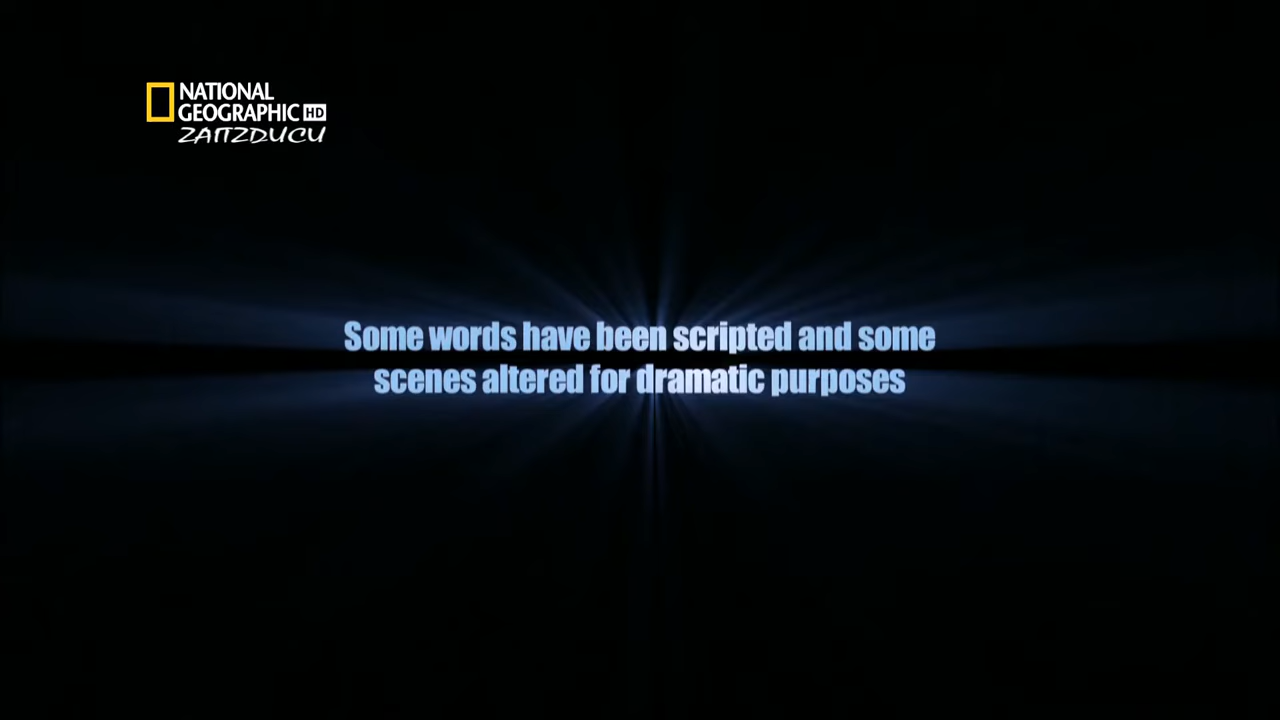 NATIONAL
GEOGRAPHIC HD
ZAITZDUCU
Some words have been scripted and some
scenes altered for dramatic purposes